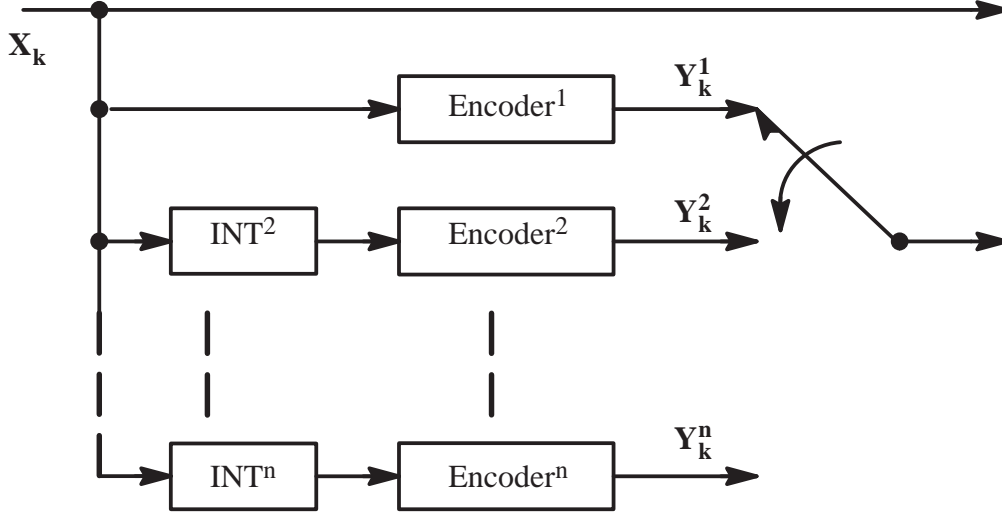 X_k
Encoder^1
Y_k^1
INT^2
Encoder^2
Y_k^2
INT^n
Encoder^n
Y_k^n